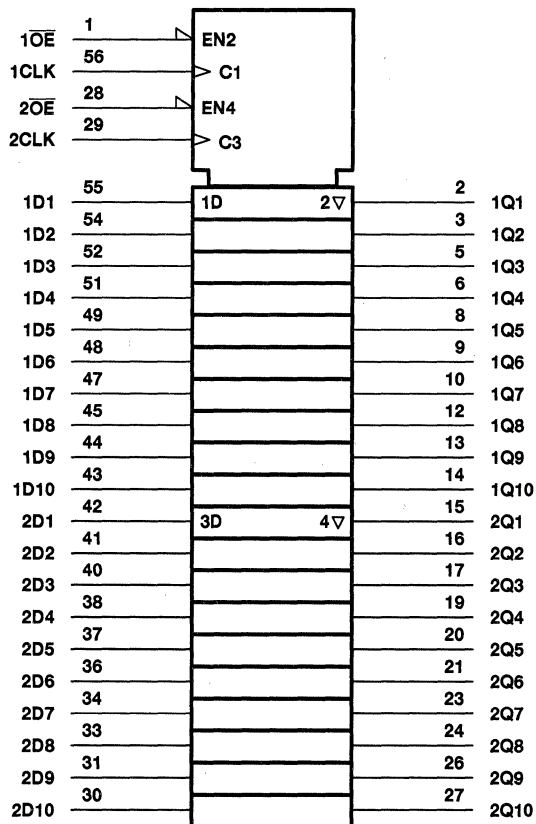 1O̅E̅ 1 EN2
1CLK 56 C1
2O̅E̅ 28 EN4
2CLK 29 C3
1D1 55 1D 2▽ 2 1Q1
1D2 54 3 1Q2
1D3 52 5 1Q3
1D4 51 6 1Q4
1D5 49 8 1Q5
1D6 48 9 1Q6
1D7 47 10 1Q7
1D8 45 12 1Q8
1D9 44 13 1Q9
1D10 43 14 1Q10
2D1 42 3D 4▽ 15 2Q1
2D2 41 16 2Q2
2D3 40 17 2Q3
2D4 38 19 2Q4
2D5 37 20 2Q5
2D6 36 21 2Q6
2D7 34 23 2Q7
2D8 33 24 2Q8
2D9 31 26 2Q9
2D10 30 27 2Q10